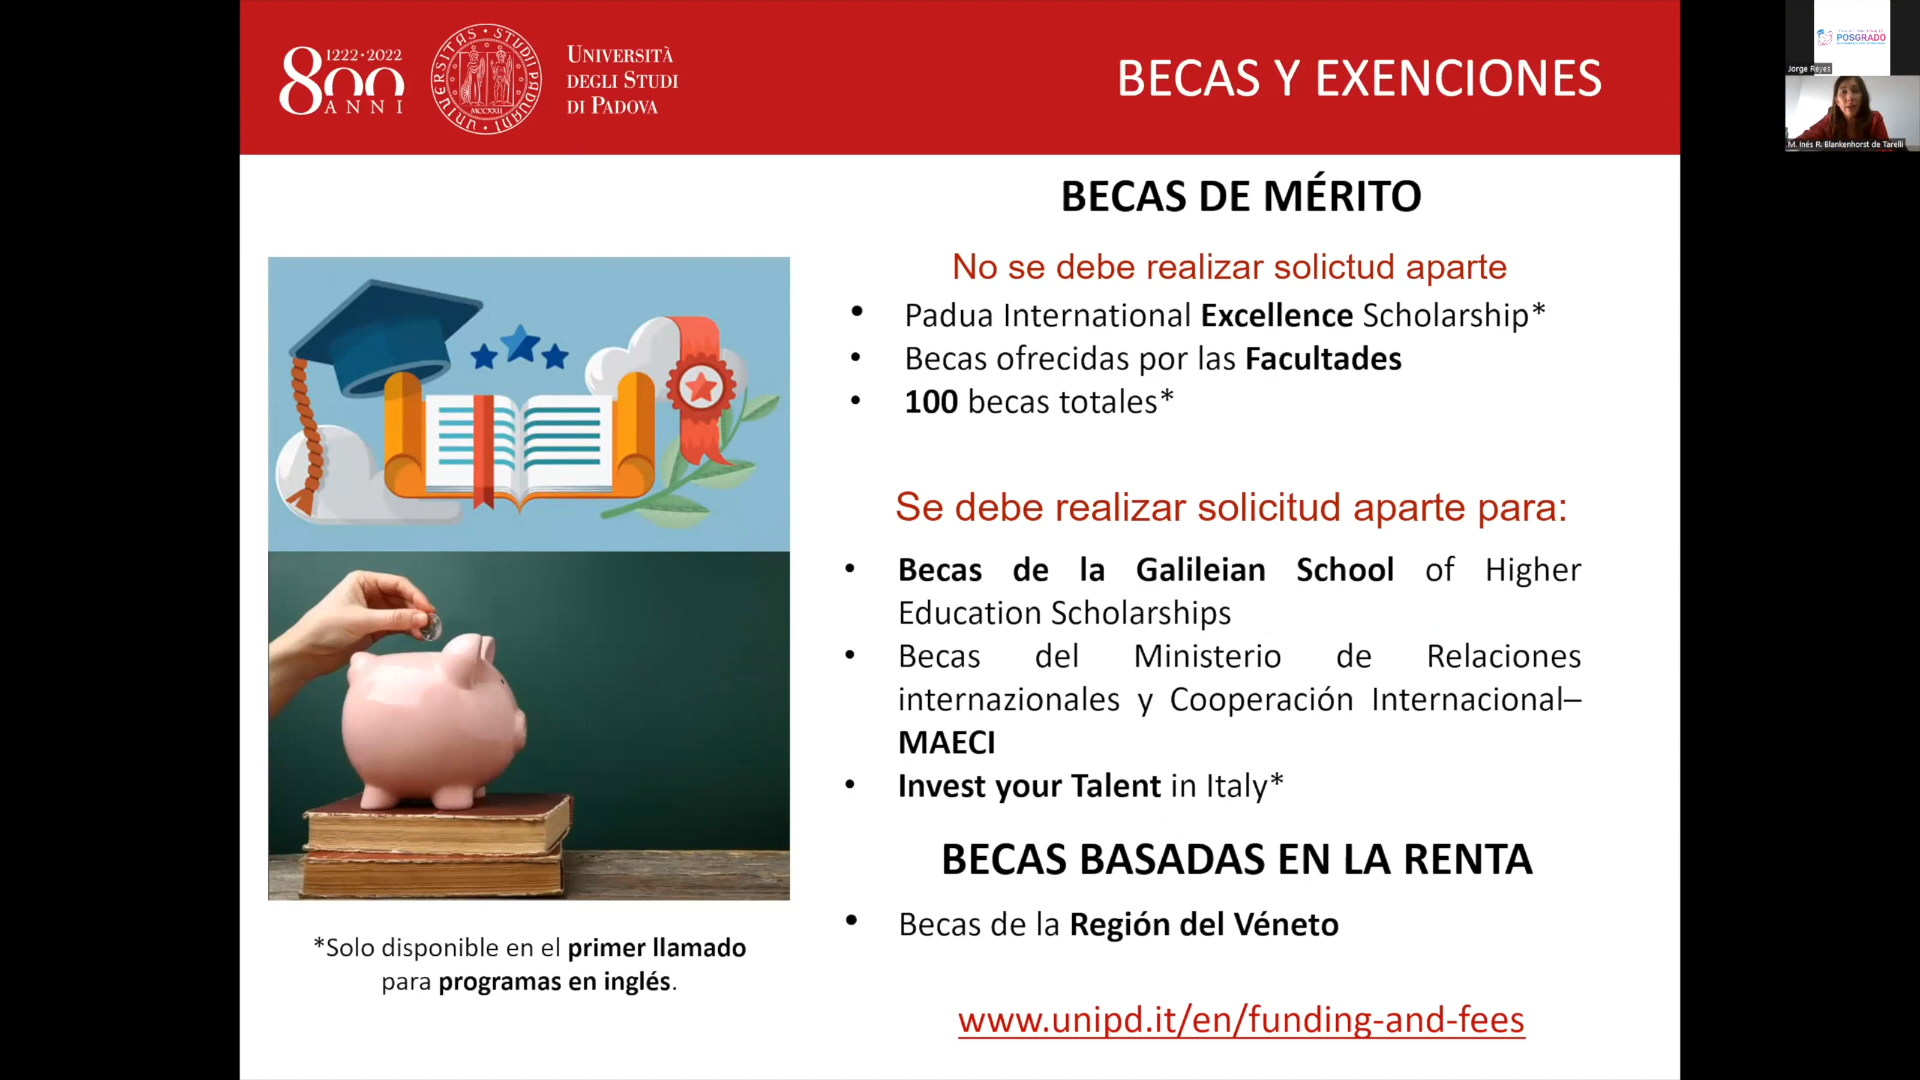 1222·2022
800
ANNI
UNIVERSITAS · STUDII PADUANI ·
MCCXXII
UNIVERSITÀ
DEGLI STUDI
DI PADOVA
BECAS Y EXENCIONES
POSGRADO
Jorge Reyes
M. Inés R. Blankenhorst de Tarelli
BECAS DE MÉRITO
No se debe realizar solictud aparte
• Padua International Excellence Scholarship*
• Becas ofrecidas por las Facultades
• 100 becas totales*
Se debe realizar solicitud aparte para:
• Becas de la Galileian School of Higher
Education Scholarships
• Becas del Ministerio de Relaciones
internazionales y Cooperación Internacional–
MAECI
• Invest your Talent in Italy*
BECAS BASADAS EN LA RENTA
• Becas de la Región del Véneto
*Solo disponible en el primer llamado
para programas en inglés.
www.unipd.it/en/funding-and-fees